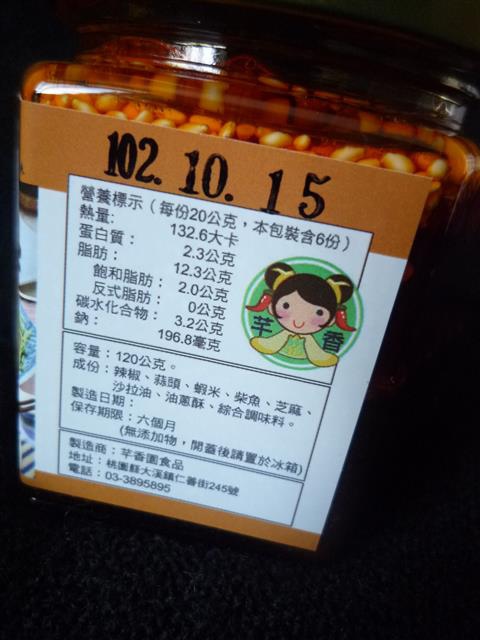 102. 10. 15
營養標示（每份20公克，本包裝含6份）
熱量: 132.6大卡
蛋白質： 2.3公克
脂肪： 12.3公克
飽和脂肪： 2.0公克
反式脂肪： 0公克
碳水化合物： 3.2公克
鈉： 196.8毫克
芋香
容量：120公克。
成份：辣椒、蒜頭、蝦米、柴魚、芝麻、
沙拉油、油蔥酥、綜合調味料。
製造日期：
保存期限：六個月
(無添加物，開蓋後請置於冰箱)
製造商：芋香園食品
地址：桃園縣大溪鎮仁善街245號
電話：03-3895895